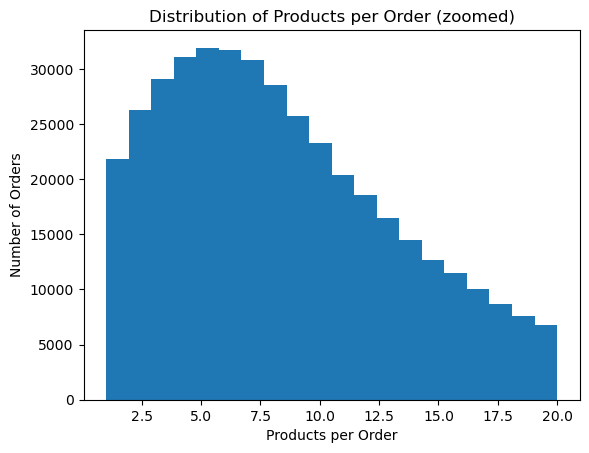 Distribution of Products per Order (zoomed)
Number of Orders
30000
25000
20000
15000
10000
5000
0
2.5 5.0 7.5 10.0 12.5 15.0 17.5 20.0
Products per Order